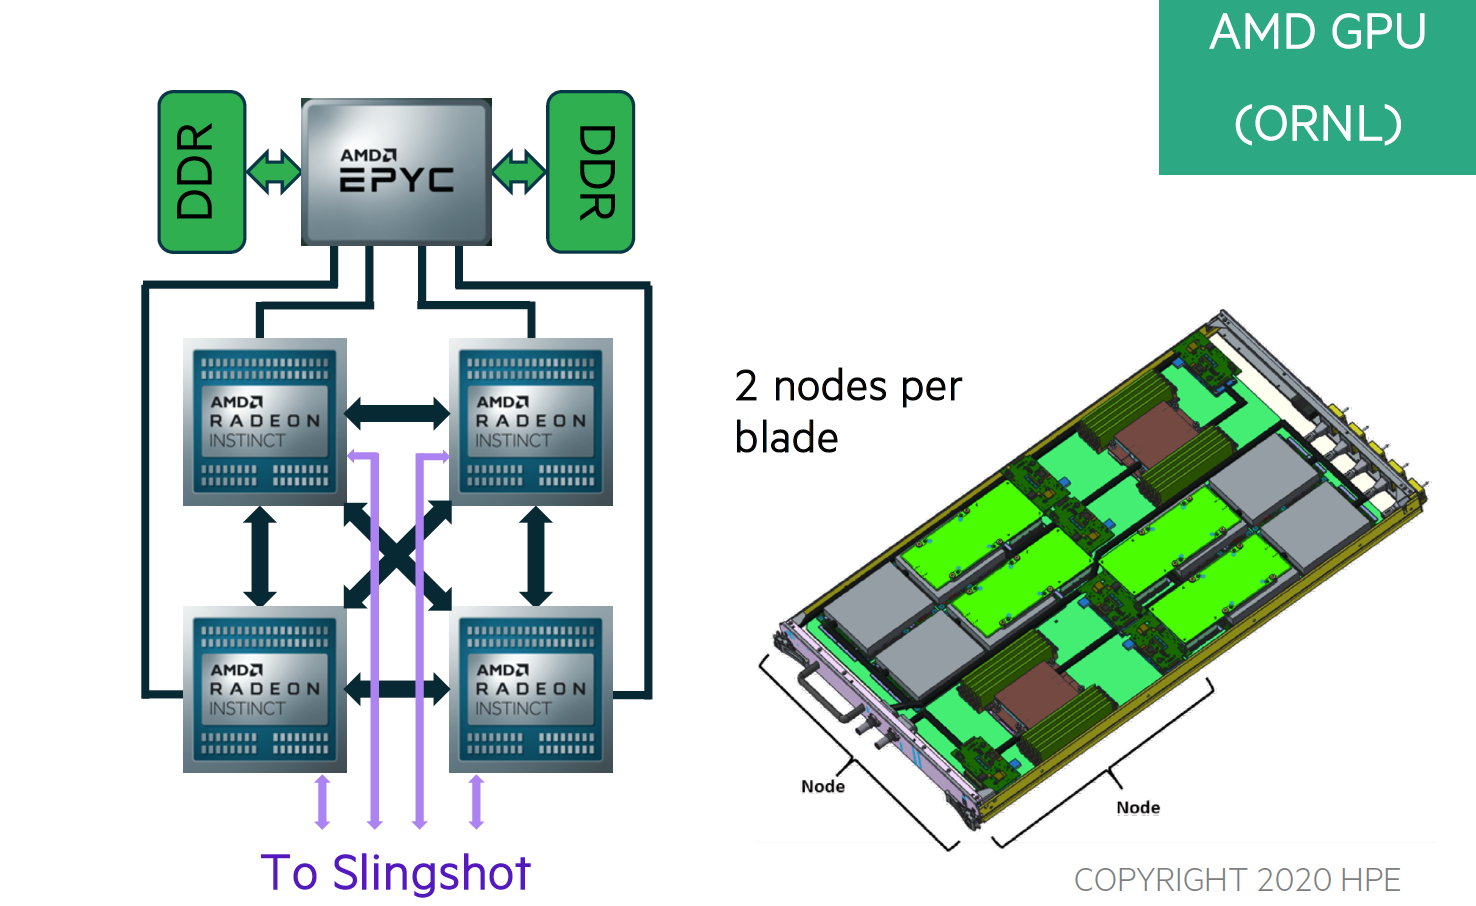 AMD GPU
(ORNL)
DDR
AMD
EPYC
DDR
AMD
RADEON
INSTINCT
AMD
RADEON
INSTINCT
AMD
RADEON
INSTINCT
AMD
RADEON
INSTINCT
To Slingshot
2 nodes per
blade
Node
Node
COPYRIGHT 2020 HPE